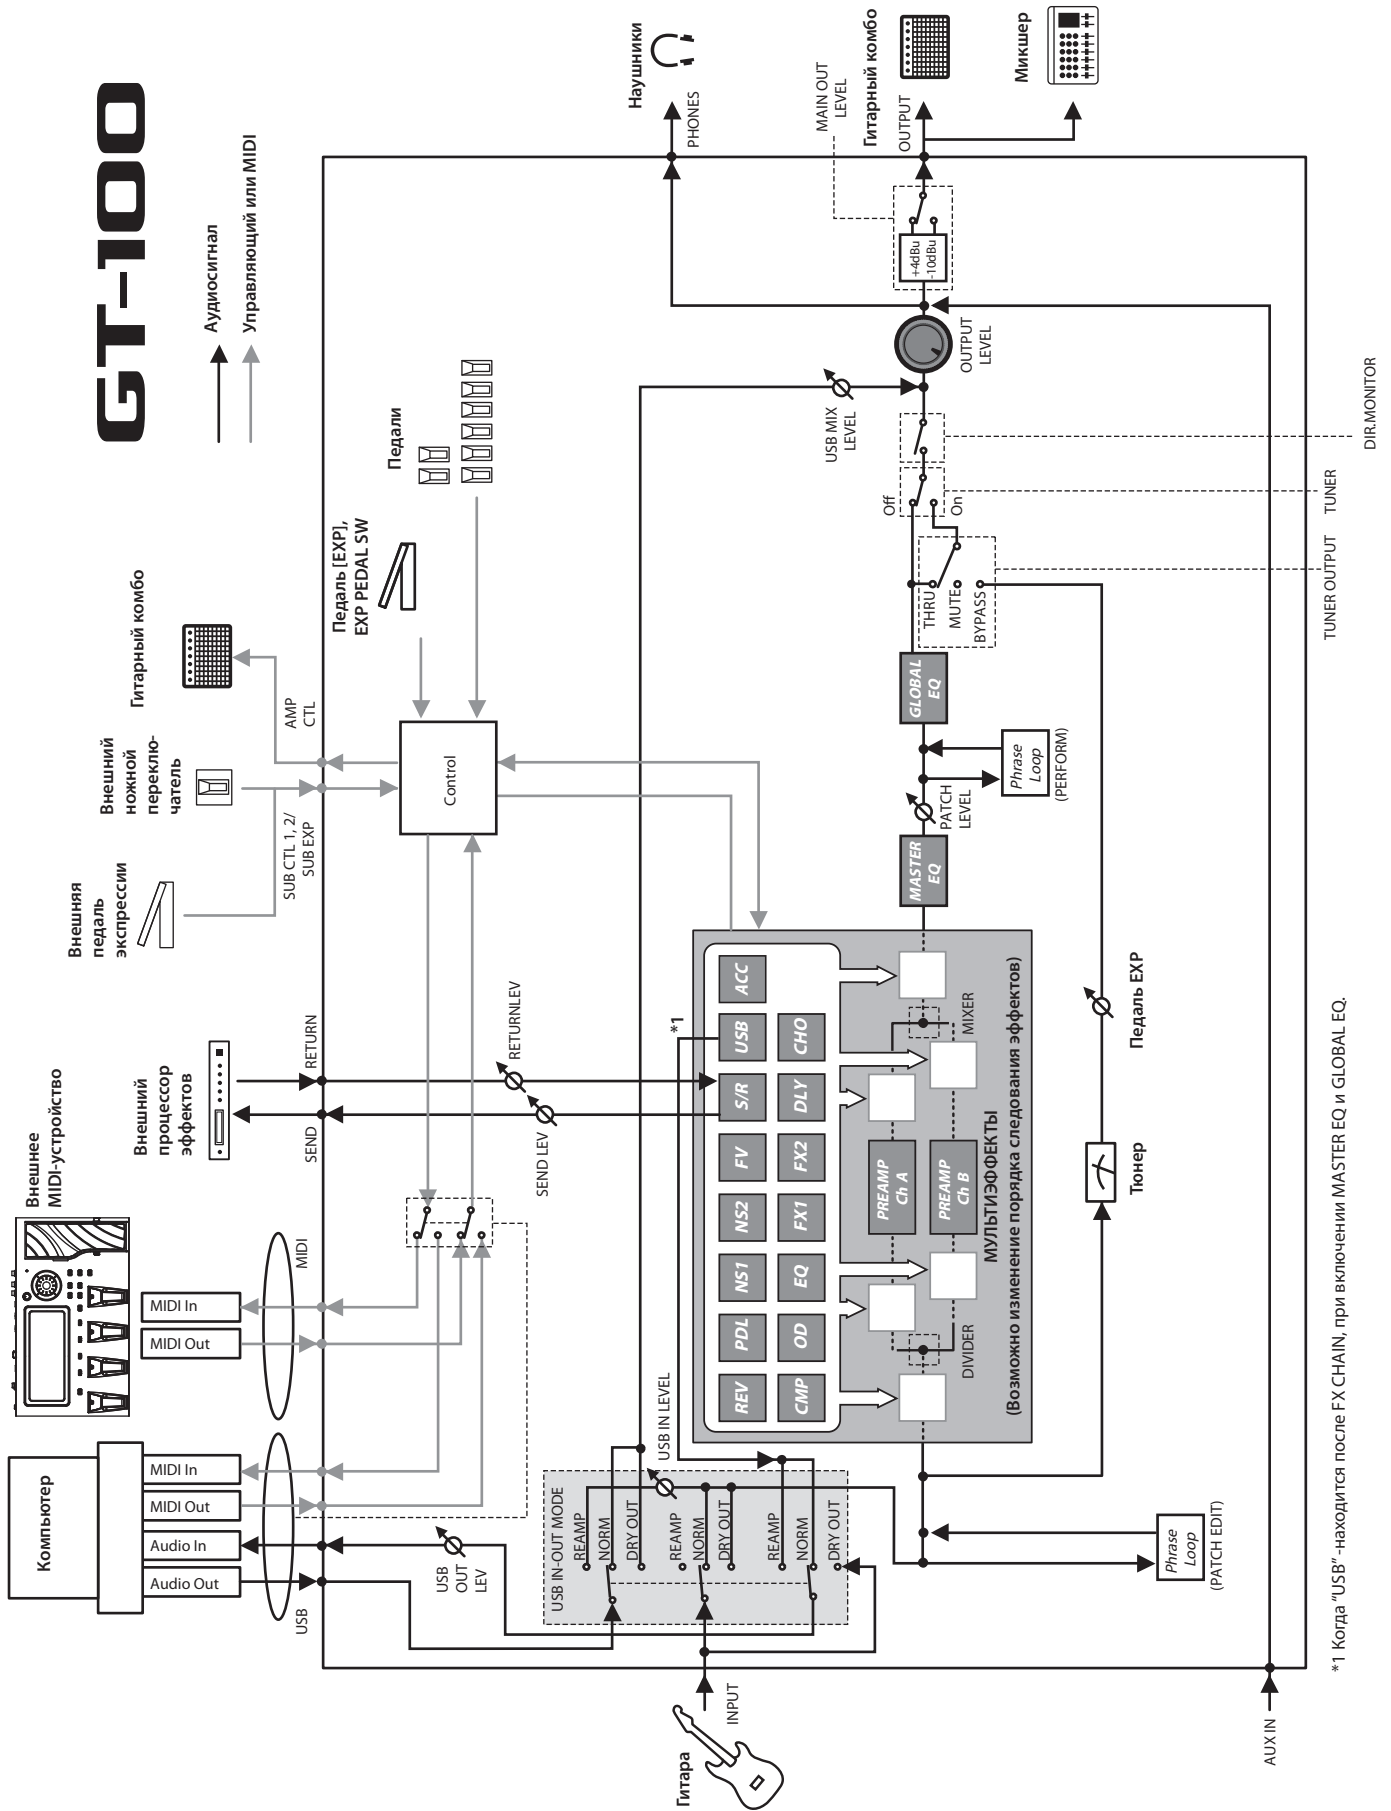 GT-100
Аудиосигнал
Управляющий или MIDI
Компьютер
MIDI In
MIDI Out
Audio In
Audio Out
USB
Внешнее
MIDI-устройство
MIDI In
MIDI Out
MIDI
Внешний
процессор
эффектов
SEND
RETURN
Внешняя
педаль
экспрессии
Внешний
ножной
переклю-
чатель
SUB CTL 1, 2/
SUB EXP
Гитарный комбо
AMP
CTL
Педаль [EXP],
EXP PEDAL SW
Педали
Control
USB
OUT
LEV
SEND LEV
RETURNLEV
Наушники
PHONES
MAIN OUT
LEVEL
Гитарный комбо
OUTPUT
Микшер
+4dBu
-10dBu
OUTPUT
LEVEL
USB MIX
LEVEL
DIR.MONITOR
TUNER
TUNER OUTPUT
Off
On
THRU
MUTE
BYPASS
GLOBAL
EQ
Phrase
Loop
(PERFORM)
PATCH
LEVEL
MASTER
EQ
USB IN-OUT MODE
REAMP
NORM
DRY OUT
REAMP
NORM
DRY OUT
REAMP
NORM
DRY OUT
USB IN LEVEL
*1
REV
PDL
NS1
NS2
FV
S/R
USB
ACC
CMP
OD
EQ
FX1
FX2
DLY
CHO
PREAMP
Ch A
PREAMP
Ch B
DIVIDER
MIXER
МУЛЬТИЭФФЕКТЫ
(Возможно изменение порядка следования эффектов)
Тюнер
Педаль EXP
Phrase
Loop
(PATCH EDIT)
Гитара
INPUT
AUX IN
*1 Когда "USB" -находится после FX CHAIN, при включении MASTER EQ и GLOBAL EQ.